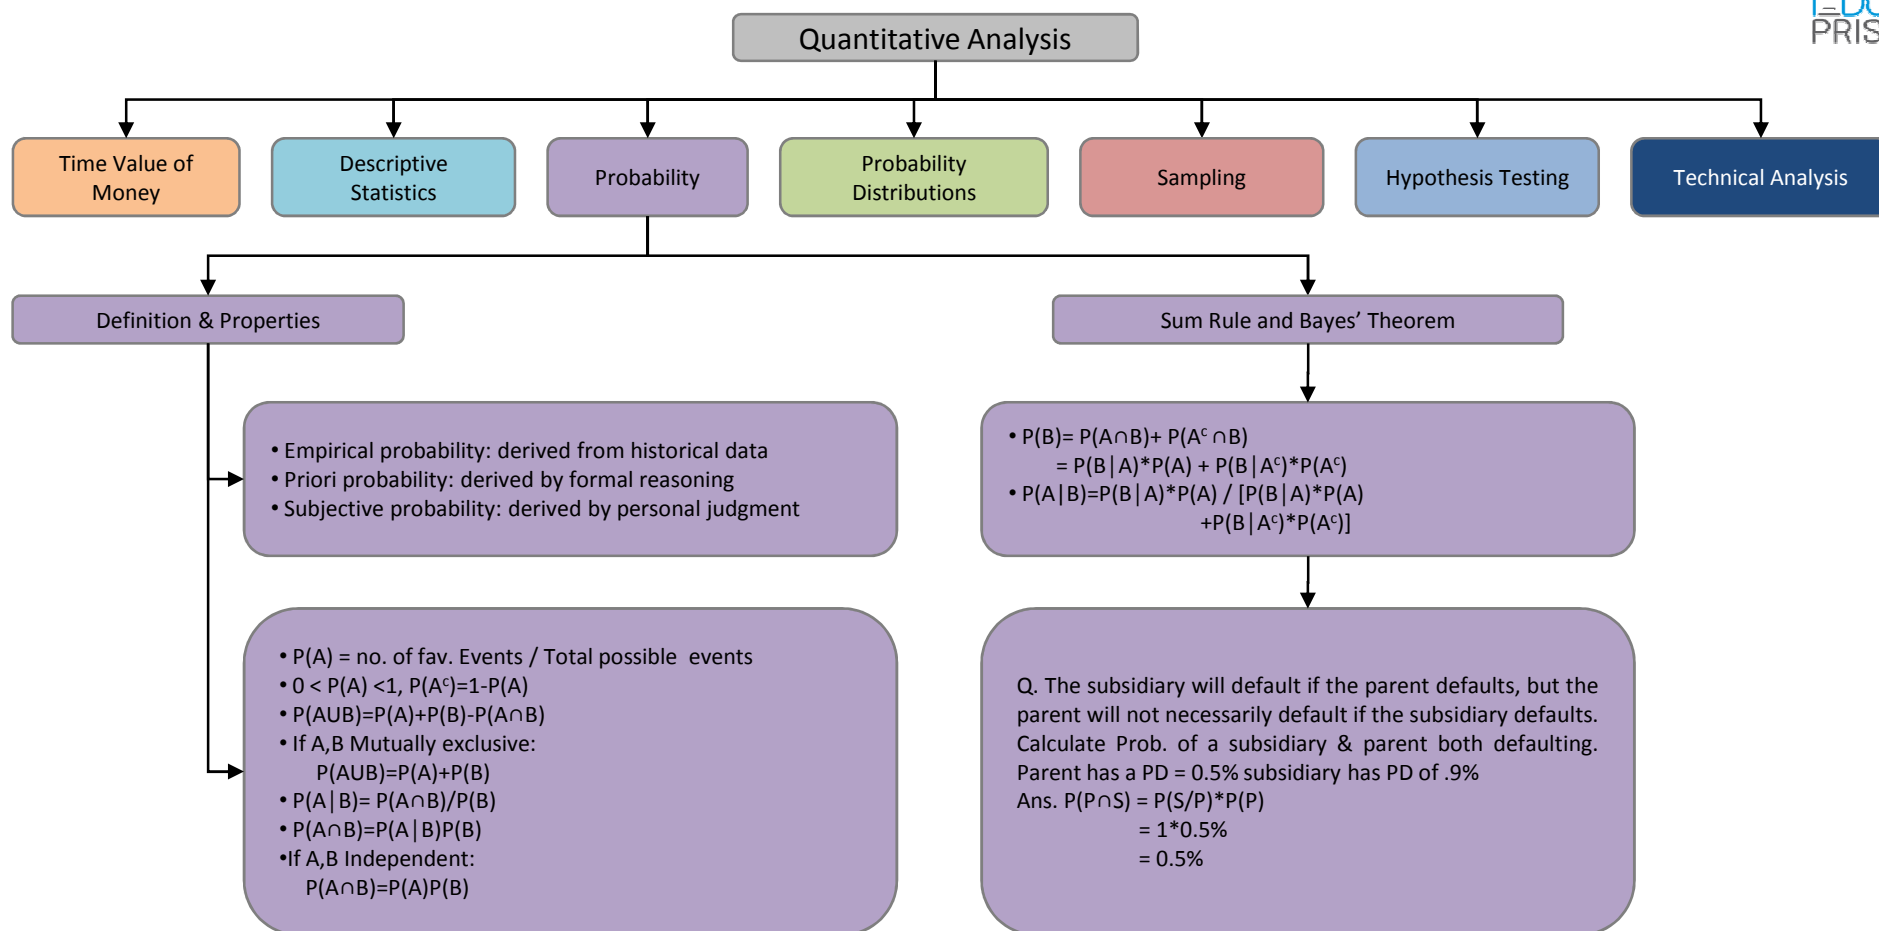 Quantitative Analysis
Time Value of
Money
Descriptive
Statistics
Probability
Probability
Distributions
Sampling
Hypothesis Testing
Technical Analysis
Definition & Properties
Sum Rule and Bayes’ Theorem
• Empirical probability: derived from historical data
• Priori probability: derived by formal reasoning
• Subjective probability: derived by personal judgment
• P(B)= P(A∩B)+ P(Aᶜ ∩B)
= P(B|A)*P(A) + P(B|Aᶜ)*P(Aᶜ)
• P(A|B)=P(B|A)*P(A) / [P(B|A)*P(A)
+P(B|Aᶜ)*P(Aᶜ)]
• P(A) = no. of fav. Events / Total possible events
• 0 < P(A) <1, P(Aᶜ)=1-P(A)
• P(AUB)=P(A)+P(B)-P(A∩B)
• If A,B Mutually exclusive:
P(AUB)=P(A)+P(B)
• P(A|B)= P(A∩B)/P(B)
• P(A∩B)=P(A|B)P(B)
•If A,B Independent:
P(A∩B)=P(A)P(B)
Q. The subsidiary will default if the parent defaults, but the
parent will not necessarily default if the subsidiary defaults.
Calculate Prob. of a subsidiary & parent both defaulting.
Parent has a PD = 0.5% subsidiary has PD of .9%
Ans. P(P∩S) = P(S/P)*P(P)
= 1*0.5%
= 0.5%